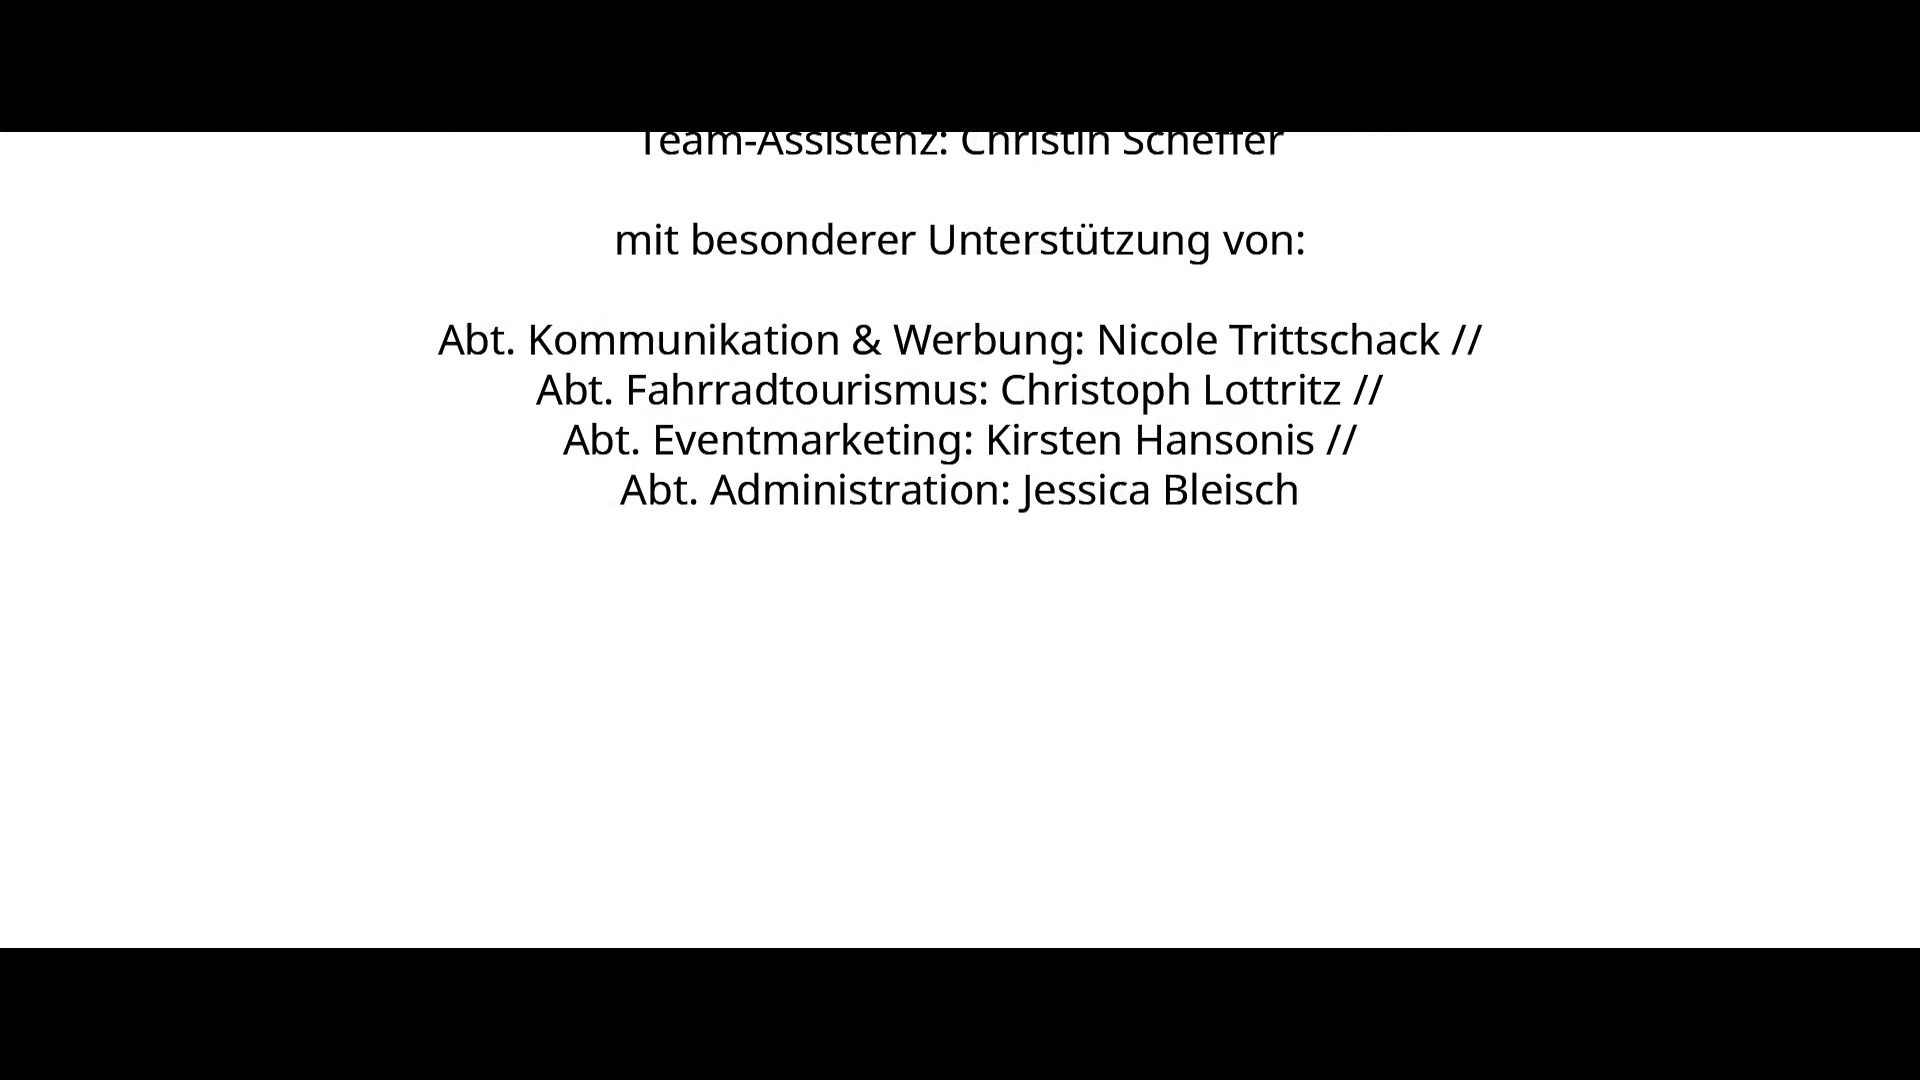 Team-Assistenz: Christin Scheffer
mit besonderer Unterstützung von:
Abt. Kommunikation & Werbung: Nicole Trittschack //
Abt. Fahrradtourismus: Christoph Lottritz //
Abt. Eventmarketing: Kirsten Hansonis //
Abt. Administration: Jessica Bleisch